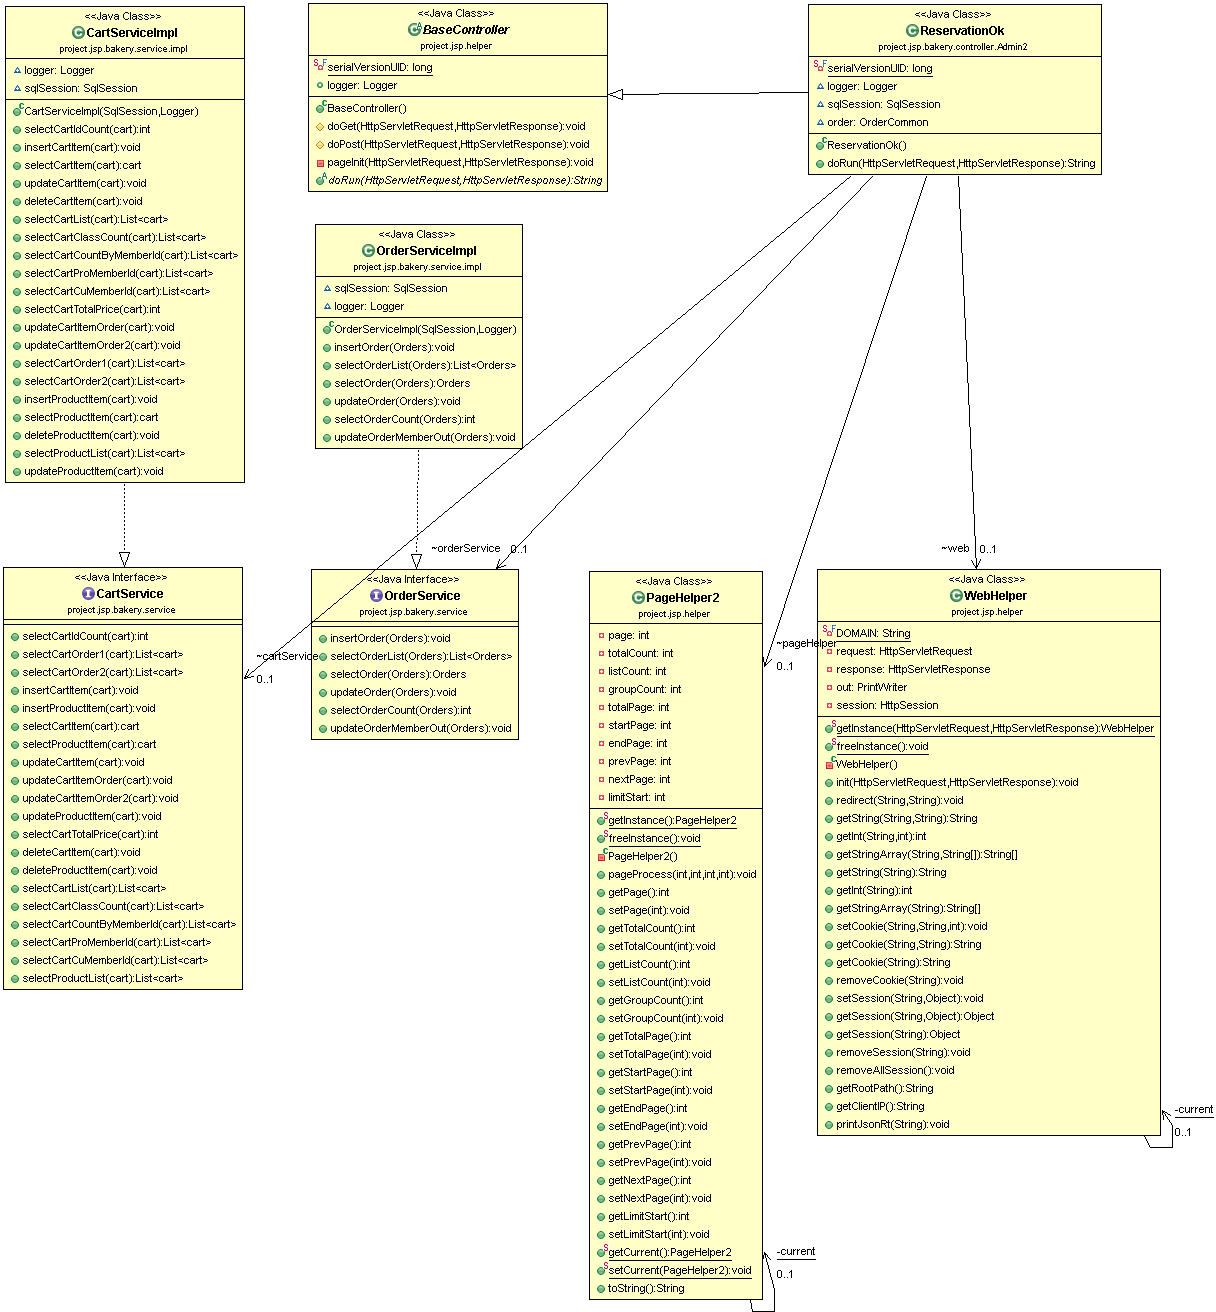 <<Java Class>>
CartServiceImpl
project.jsp.bakery.service.impl
logger: Logger
sqlSession: SqlSession
CartServiceImpl(SqlSession,Logger)
selectCartIdCount(cart):int
insertCartItem(cart):void
selectCartItem(cart):cart
updateCartItem(cart):void
deleteCartItem(cart):void
selectCartList(cart):List<cart>
selectCartClassCount(cart):List<cart>
selectCartCountByMemberId(cart):List<cart>
selectCartProMemberId(cart):List<cart>
selectCartCuMemberId(cart):List<cart>
selectCartTotalPrice(cart):int
updateCartItemOrder(cart):void
updateCartItemOrder2(cart):void
selectCartOrder1(cart):List<cart>
selectCartOrder2(cart):List<cart>
insertProductItem(cart):void
selectProductItem(cart):cart
deleteProductItem(cart):void
selectProductList(cart):List<cart>
updateProductItem(cart):void
<<Java Class>>
BaseController
project.jsp.helper
serialVersionUID: long
logger: Logger
BaseController()
doGet(HttpServletRequest,HttpServletResponse):void
doPost(HttpServletRequest,HttpServletResponse):void
pageInit(HttpServletRequest,HttpServletResponse):void
doRun(HttpServletRequest,HttpServletResponse):String
<<Java Class>>
ReservationOk
project.jsp.bakery.controller.Admin2
serialVersionUID: long
logger: Logger
sqlSession: SqlSession
order: OrderCommon
ReservationOk()
doRun(HttpServletRequest,HttpServletResponse):String
<<Java Class>>
OrderServiceImpl
project.jsp.bakery.service.impl
sqlSession: SqlSession
logger: Logger
OrderServiceImpl(SqlSession,Logger)
insertOrder(Orders):void
selectOrderList(Orders):List<Orders>
selectOrder(Orders):Orders
updateOrder(Orders):void
selectOrderCount(Orders):int
updateOrderMemberOut(Orders):void
~orderService 0..1
~web 0..1
<<Java Interface>>
CartService
project.jsp.bakery.service
selectCartIdCount(cart):int
selectCartOrder1(cart):List<cart>
selectCartOrder2(cart):List<cart>
insertCartItem(cart):void
insertProductItem(cart):void
selectCartItem(cart):cart
selectProductItem(cart):cart
updateCartItem(cart):void
updateCartItemOrder(cart):void
updateCartItemOrder2(cart):void
updateProductItem(cart):void
selectCartTotalPrice(cart):int
deleteCartItem(cart):void
deleteProductItem(cart):void
selectCartList(cart):List<cart>
selectCartClassCount(cart):List<cart>
selectCartCountByMemberId(cart):List<cart>
selectCartProMemberId(cart):List<cart>
selectCartCuMemberId(cart):List<cart>
selectProductList(cart):List<cart>
~cartService
0..1
<<Java Interface>>
OrderService
project.jsp.bakery.service
insertOrder(Orders):void
selectOrderList(Orders):List<Orders>
selectOrder(Orders):Orders
updateOrder(Orders):void
selectOrderCount(Orders):int
updateOrderMemberOut(Orders):void
<<Java Class>>
PageHelper2
project.jsp.helper
page: int
totalCount: int
listCount: int
groupCount: int
totalPage: int
startPage: int
endPage: int
prevPage: int
nextPage: int
limitStart: int
getInstance():PageHelper2
freeInstance():void
PageHelper2()
pageProcess(int,int,int,int):void
getPage():int
setPage(int):void
getTotalCount():int
setTotalCount(int):void
getListCount():int
setListCount(int):void
getGroupCount():int
setGroupCount(int):void
getTotalPage():int
setTotalPage(int):void
getStartPage():int
setStartPage(int):void
getEndPage():int
setEndPage(int):void
getPrevPage():int
setPrevPage(int):void
getNextPage():int
setNextPage(int):void
getLimitStart():int
setLimitStart(int):void
getCurrent():PageHelper2
setCurrent(PageHelper2):void
toString():String
-current
0..1
~pageHelper
0..1
<<Java Class>>
WebHelper
project.jsp.helper
DOMAIN: String
request: HttpServletRequest
response: HttpServletResponse
out: PrintWriter
session: HttpSession
getInstance(HttpServletRequest,HttpServletResponse):WebHelper
freeInstance():void
WebHelper()
init(HttpServletRequest,HttpServletResponse):void
redirect(String,String):void
getString(String,String):String
getInt(String,int):int
getStringArray(String,String[]):String[]
getString(String):String
getInt(String):int
getStringArray(String):String[]
setCookie(String,String,int):void
getCookie(String,String):String
getCookie(String):String
removeCookie(String):void
setSession(String,Object):void
getSession(String,Object):Object
getSession(String):Object
removeSession(String):void
removeAllSession():void
getRootPath():String
getClientIP():String
printJsonRt(String):void
-current
0..1